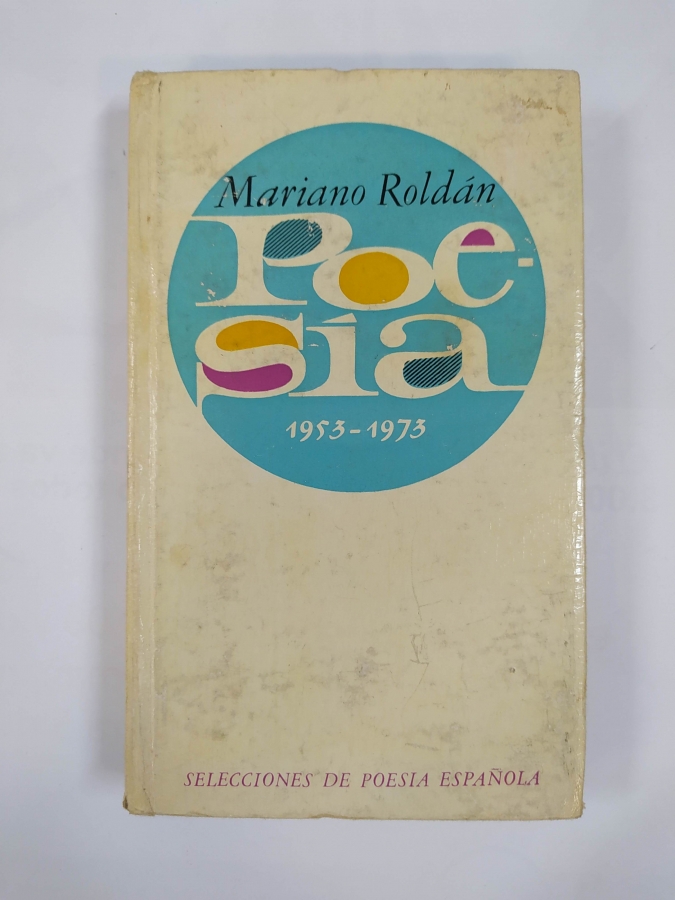 Mariano Roldán
Poe-
sía
1953-1973
SELECCIONES DE POESIA ESPAÑOLA